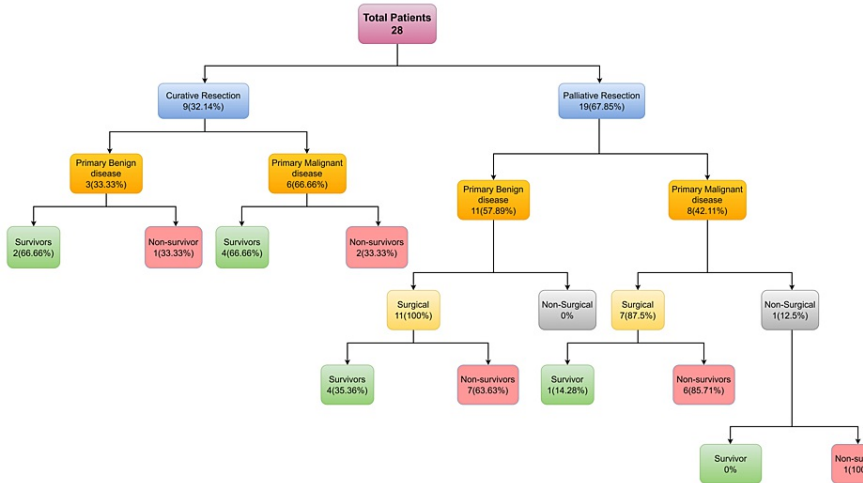 Total Patients
28
Curative Resection
9(32.14%)
Palliative Resection
19(67.85%)
Primary Benign
disease
3(33.33%)
Primary Malignant
disease
6(66.66%)
Primary Benign
disease
11(57.89%)
Primary Malignant
disease
8(42.11%)
Survivors
2(66.66%)
Non-survivor
1(33.33%)
Survivors
4(66.66%)
Non-survivors
2(33.33%)
Surgical
11(100%)
Non-Surgical
0%
Surgical
7(87.5%)
Non-Surgical
1(12.5%)
Survivors
4(35.36%)
Non-survivors
7(63.63%)
Survivor
1(14.28%)
Non-survivors
6(85.71%)
Survivor
0%
Non-su
1(100